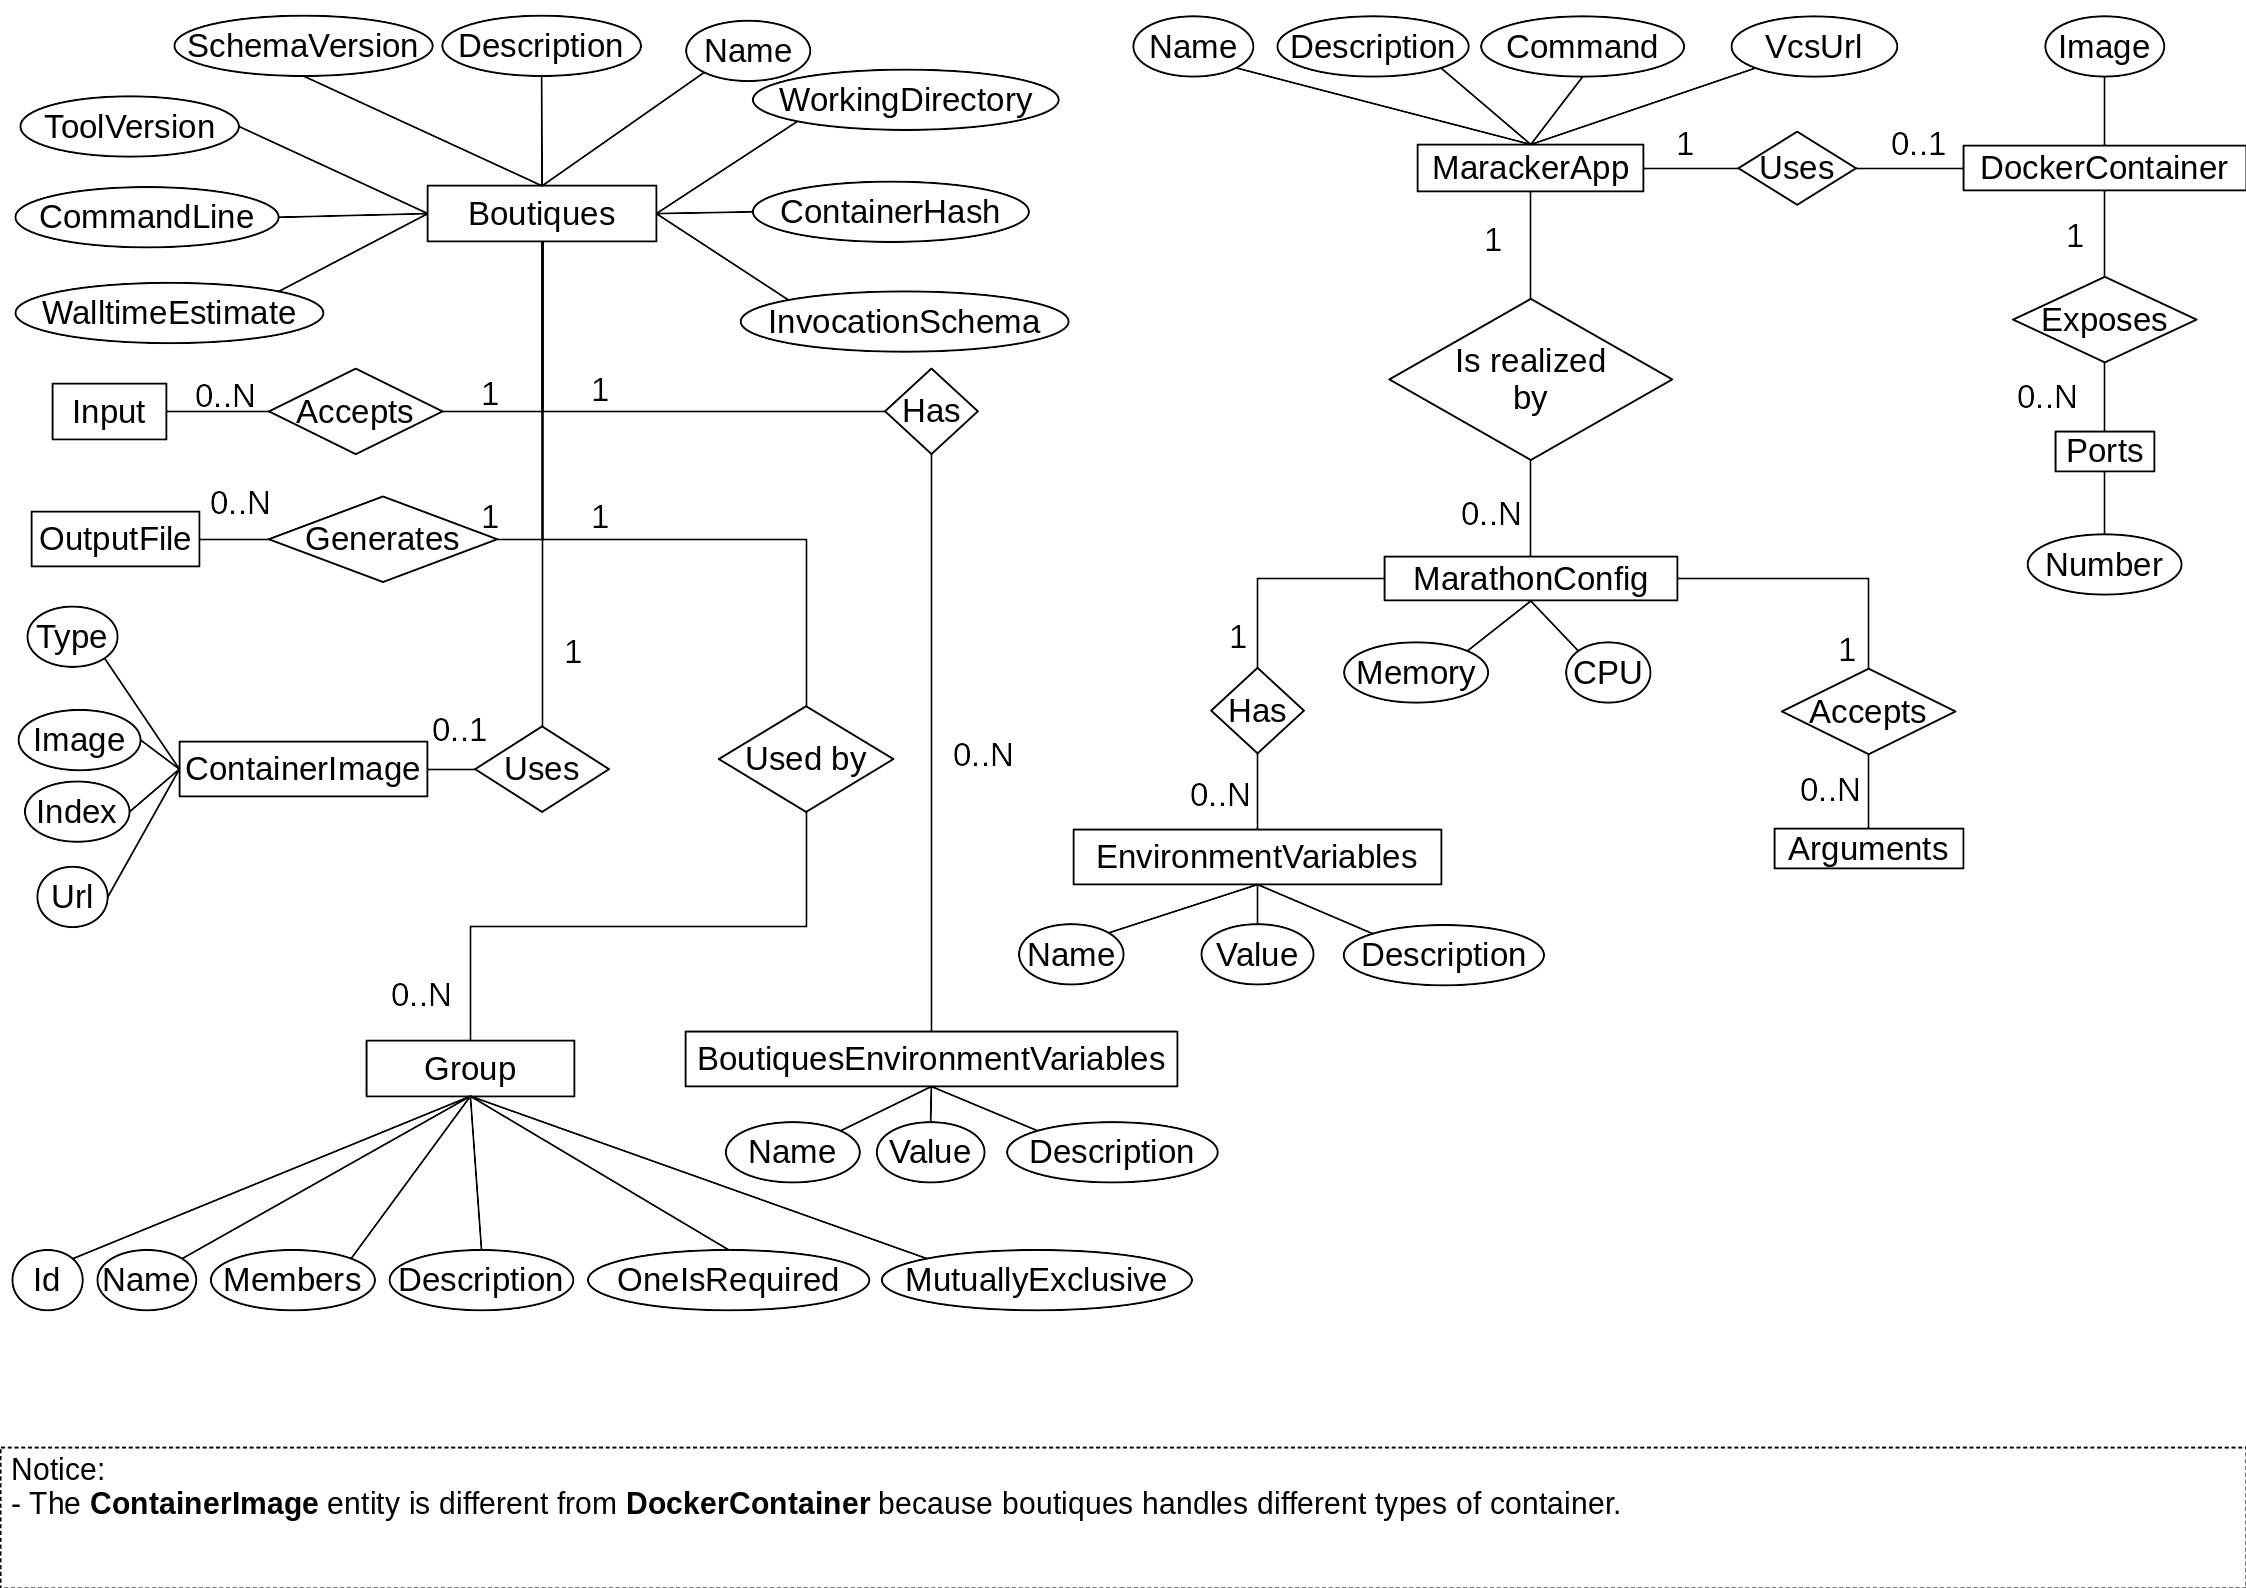 SchemaVersion
Description
Name
WorkingDirectory
ToolVersion
CommandLine
Boutiques
ContainerHash
WalltimeEstimate
InvocationSchema
Input
0..N
Accepts
1
1
Has
OutputFile
0..N
Generates
1
1
Type
1
Image
ContainerImage
0..1
Uses
Used by
0..N
Index
Url
0..N
Group
BoutiquesEnvironmentVariables
Name
Value
Description
Id
Name
Members
Description
OneIsRequired
MutuallyExclusive
Name
Description
Command
VcsUrl
Image
MarackerApp
1
Uses
0..1
DockerContainer
1
1
Is realized
by
Exposes
0..N
0..N
Ports
MarathonConfig
Number
1
Memory
CPU
1
Has
Accepts
0..N
0..N
EnvironmentVariables
Arguments
Name
Value
Description
Notice:
- The ContainerImage entity is different from DockerContainer because boutiques handles different types of container.